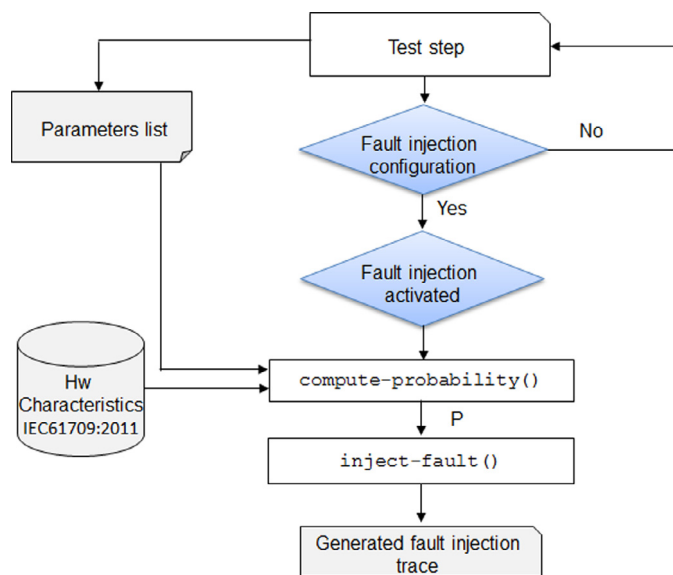 Test step
Parameters list
Fault injection
configuration
No
Yes
Fault injection
activated
Hw
Characteristics
IEC61709:2011
compute-probability()
P
inject-fault()
Generated fault injection
trace